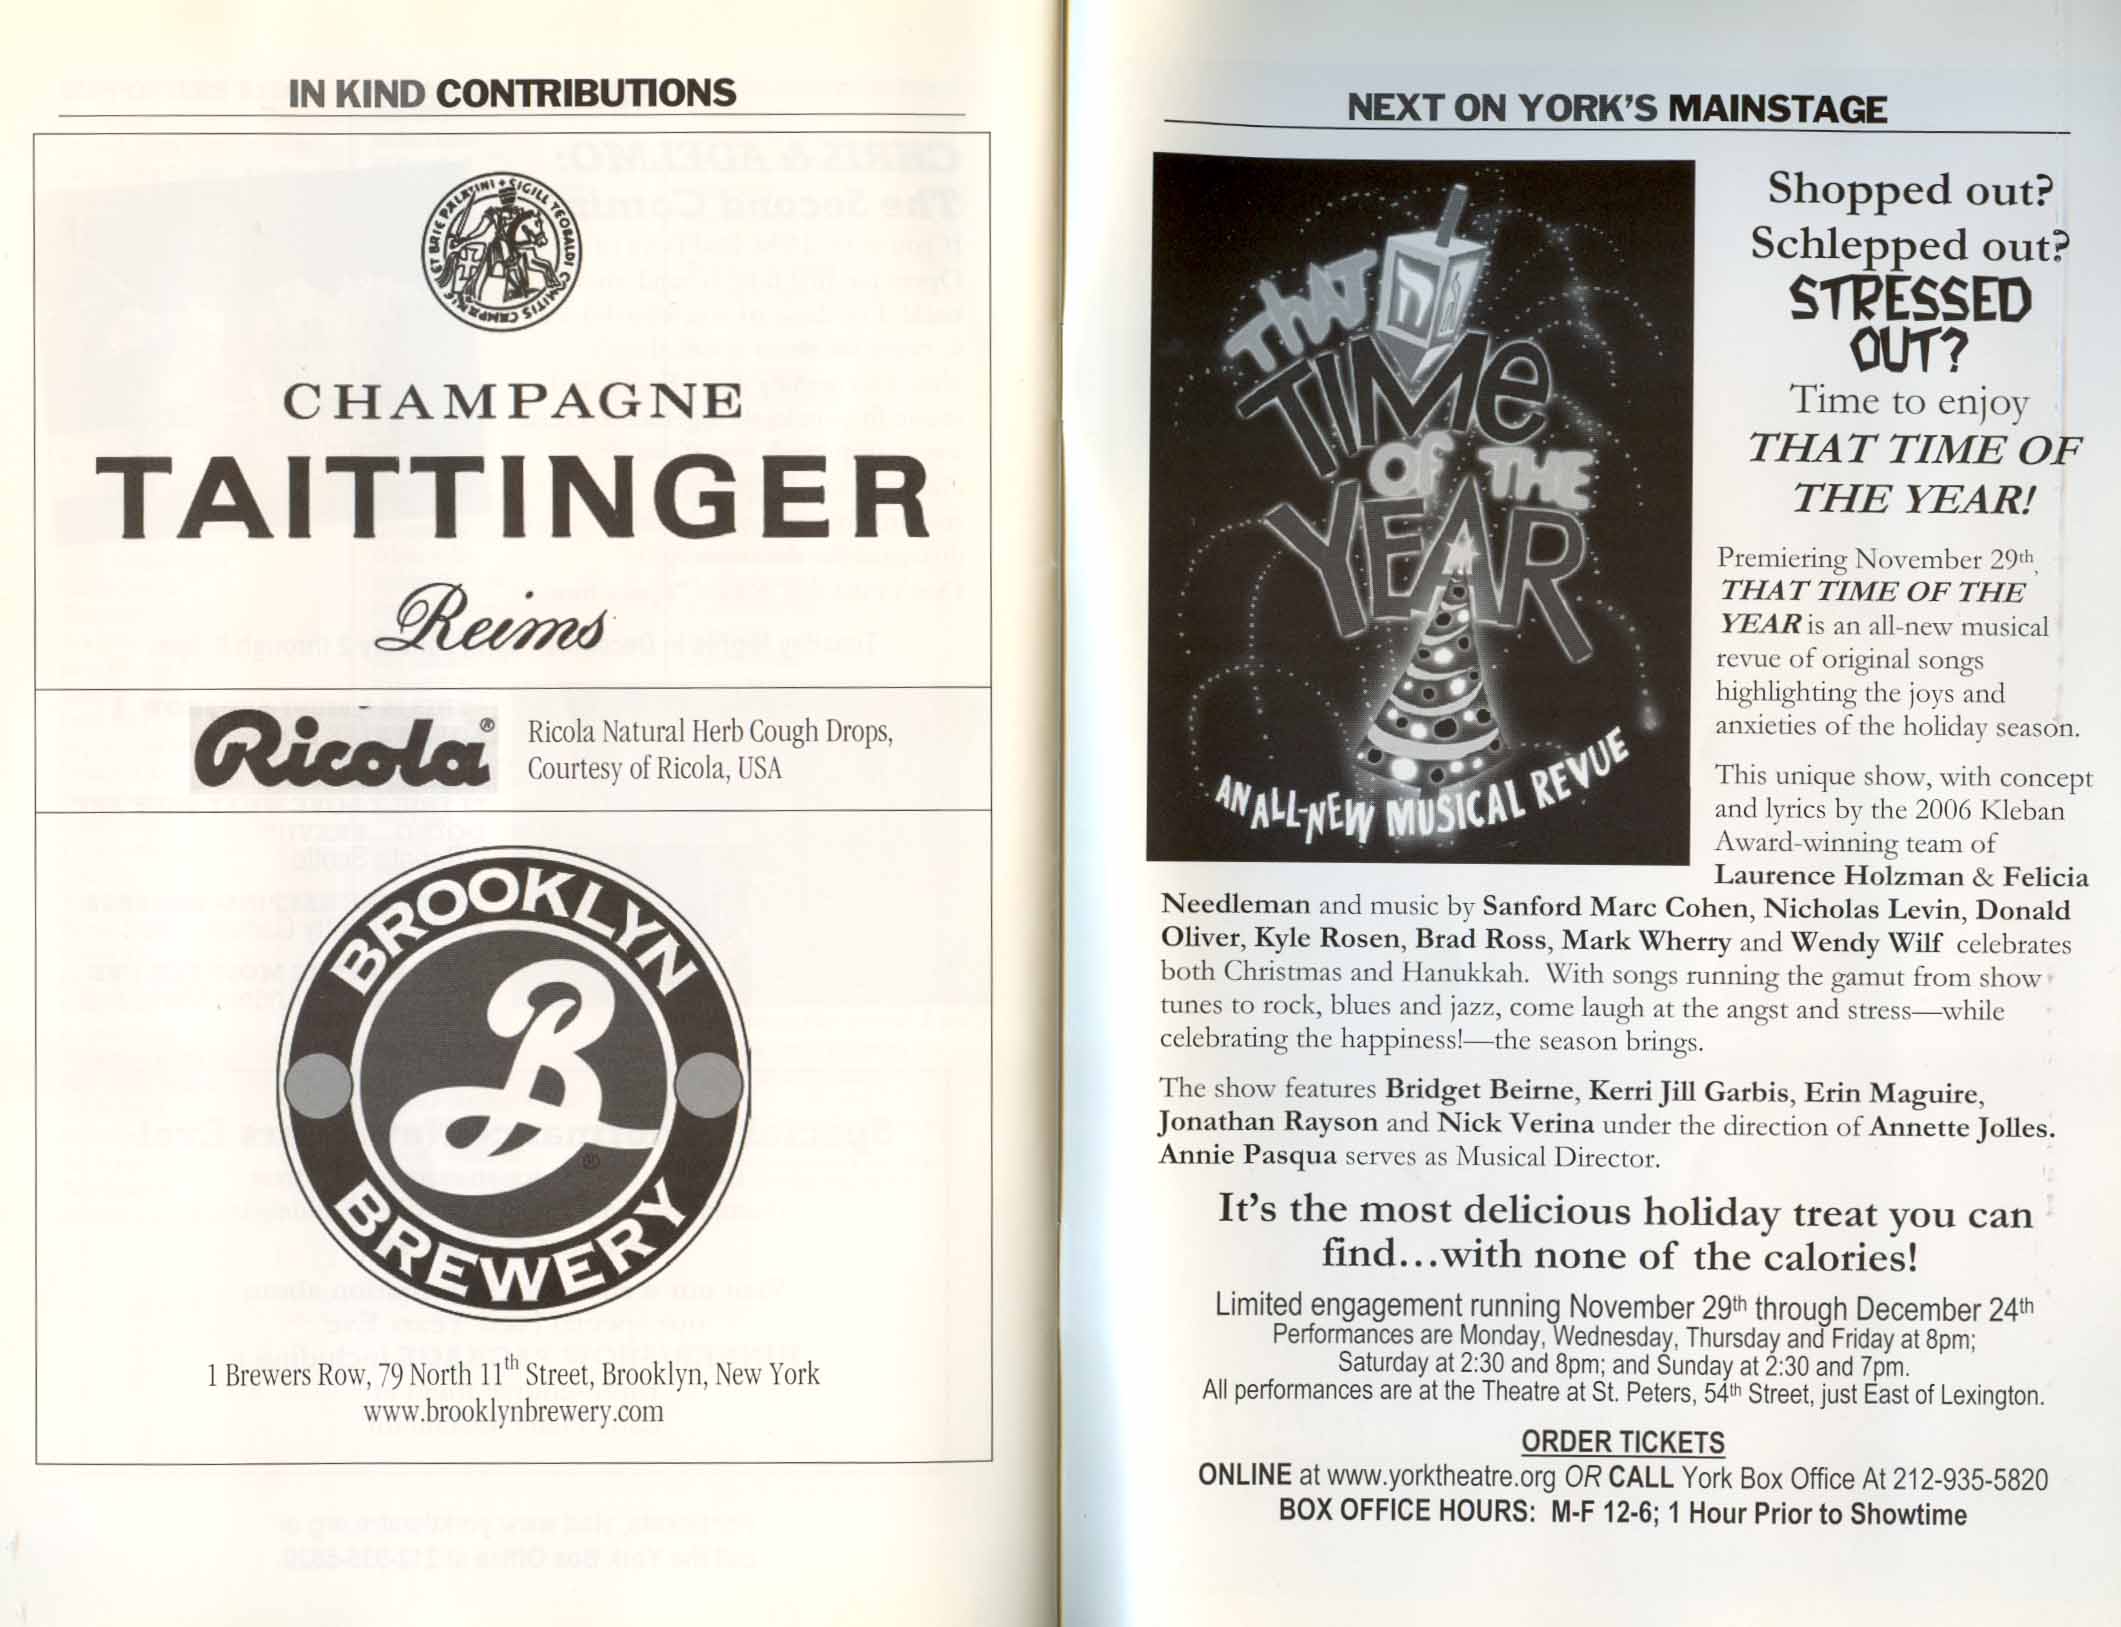 IN KIND CONTRIBUTIONS
ET BRIE PALATINI + SIGILL TEOBALDI COMITIS CAMPANIE
CHAMPAGNE
TAITTINGER
Reims
Ricola®
Ricola Natural Herb Cough Drops,
Courtesy of Ricola, USA
BROOKLYN
B
®
BREWERY
1 Brewers Row, 79 North 11th Street, Brooklyn, New York
www.brooklynbrewery.com
NEXT ON YORK'S MAINSTAGE
THAT
ה
TIME
OF THE
YEAR
AN ALL-NEW MUSICAL REVUE
Shopped out?
Schlepped out?
STRESSED
OUT?
Time to enjoy
THAT TIME OF
THE YEAR!
Premiering November 29th,
THAT TIME OF THE
YEAR is an all-new musical
revue of original songs
highlighting the joys and
anxieties of the holiday season.
This unique show, with concept
and lyrics by the 2006 Kleban
Award-winning team of
Laurence Holzman & Felicia
Needleman and music by Sanford Marc Cohen, Nicholas Levin, Donald
Oliver, Kyle Rosen, Brad Ross, Mark Wherry and Wendy Wilf celebrates
both Christmas and Hanukkah. With songs running the gamut from show
tunes to rock, blues and jazz, come laugh at the angst and stress—while
celebrating the happiness!—the season brings.
The show features Bridget Beirne, Kerri Jill Garbis, Erin Maguire,
Jonathan Rayson and Nick Verina under the direction of Annette Jolles.
Annie Pasqua serves as Musical Director.
It's the most delicious holiday treat you can
find…with none of the calories!
Limited engagement running November 29th through December 24th
Performances are Monday, Wednesday, Thursday and Friday at 8pm;
Saturday at 2:30 and 8pm; and Sunday at 2:30 and 7pm.
All performances are at the Theatre at St. Peters, 54th Street, just East of Lexington.
ORDER TICKETS
ONLINE at www.yorktheatre.org OR CALL York Box Office At 212-935-5820
BOX OFFICE HOURS: M-F 12-6; 1 Hour Prior to Showtime